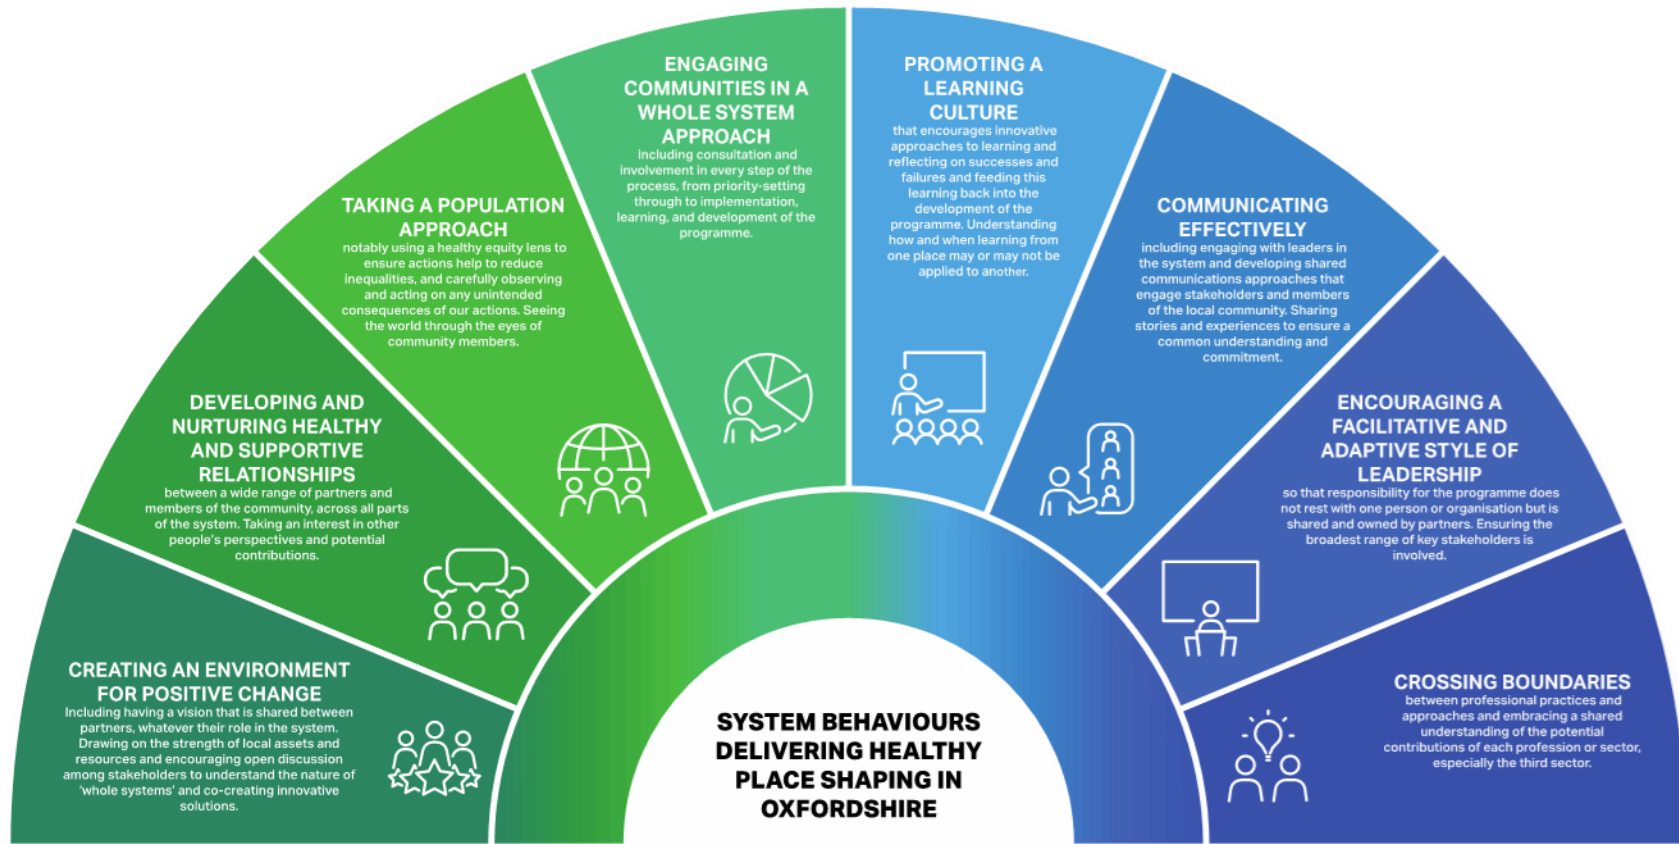 CREATING AN ENVIRONMENT
FOR POSITIVE CHANGE
Including having a vision that is shared between
partners, whatever their role in the system.
Drawing on the strength of local assets and
resources and encouraging open discussion
among stakeholders to understand the nature of
'whole systems' and co-creating innovative
solutions.
DEVELOPING AND
NURTURING HEALTHY
AND SUPPORTIVE
RELATIONSHIPS
between a wide range of partners and
members of the community, across all parts
of the system. Taking an interest in other
people's perspectives and potential
contributions.
TAKING A POPULATION
APPROACH
notably using a healthy equity lens to
ensure actions help to reduce
inequalities, and carefully observing
and acting on any unintended
consequences of our actions. Seeing
the world through the eyes of
community members.
ENGAGING
COMMUNITIES IN A
WHOLE SYSTEM
APPROACH
including consultation and
involvement in every step of the
process, from priority-setting
through to implementation,
learning, and development of the
programme.
PROMOTING A
LEARNING
CULTURE
that encourages innovative
approaches to learning and
reflecting on successes and
failures and feeding this
learning back into the
development of the
programme. Understanding
how and when learning from
one place may or may not be
applied to another.
COMMUNICATING
EFFECTIVELY
including engaging with leaders in
the system and developing shared
communications approaches that
engage stakeholders and members
of the local community. Sharing
stories and experiences to ensure a
common understanding and
commitment.
ENCOURAGING A
FACILITATIVE AND
ADAPTIVE STYLE OF
LEADERSHIP
so that responsibility for the programme does
not rest with one person or organisation but is
shared and owned by partners. Ensuring the
broadest range of key stakeholders is
involved.
CROSSING BOUNDARIES
between professional practices and
approaches and embracing a shared
understanding of the potential
contributions of each profession or sector,
especially the third sector.
SYSTEM BEHAVIOURS
DELIVERING HEALTHY
PLACE SHAPING IN
OXFORDSHIRE